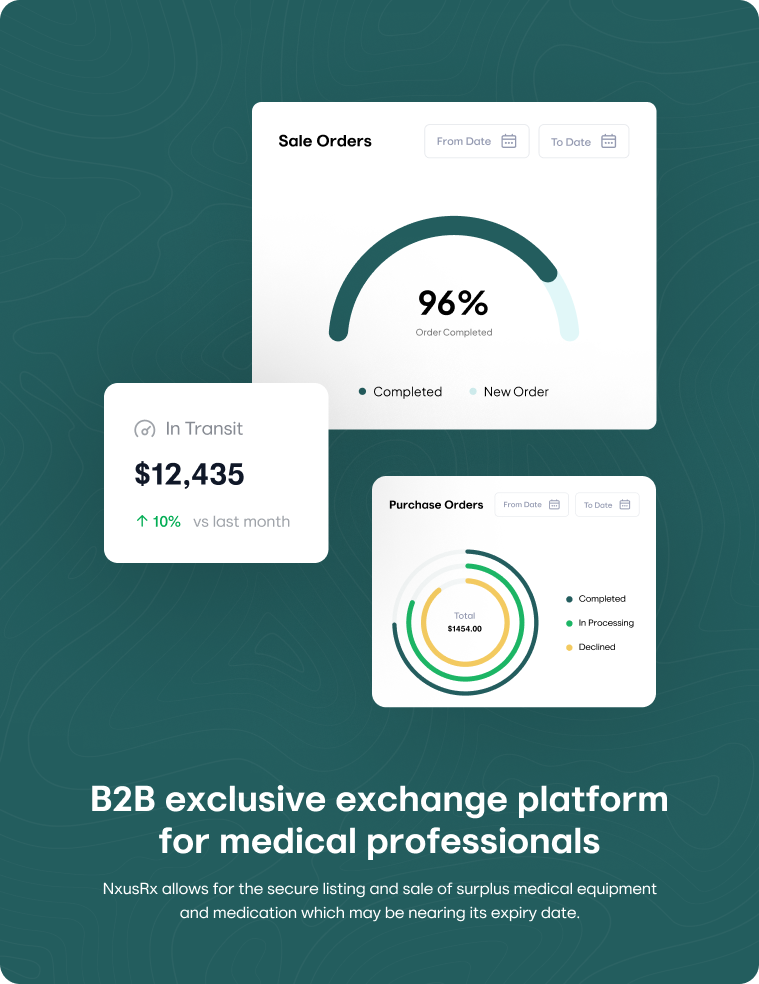 Sale Orders
From Date
To Date
96%
Order Completed
Completed
New Order
In Transit
$12,435
↑ 10% vs last month
Purchase Orders
From Date
To Date
Total
$1454.00
Completed
In Processing
Declined
B2B exclusive exchange platform
for medical professionals
NxusRx allows for the secure listing and sale of surplus medical equipment
and medication which may be nearing its expiry date.